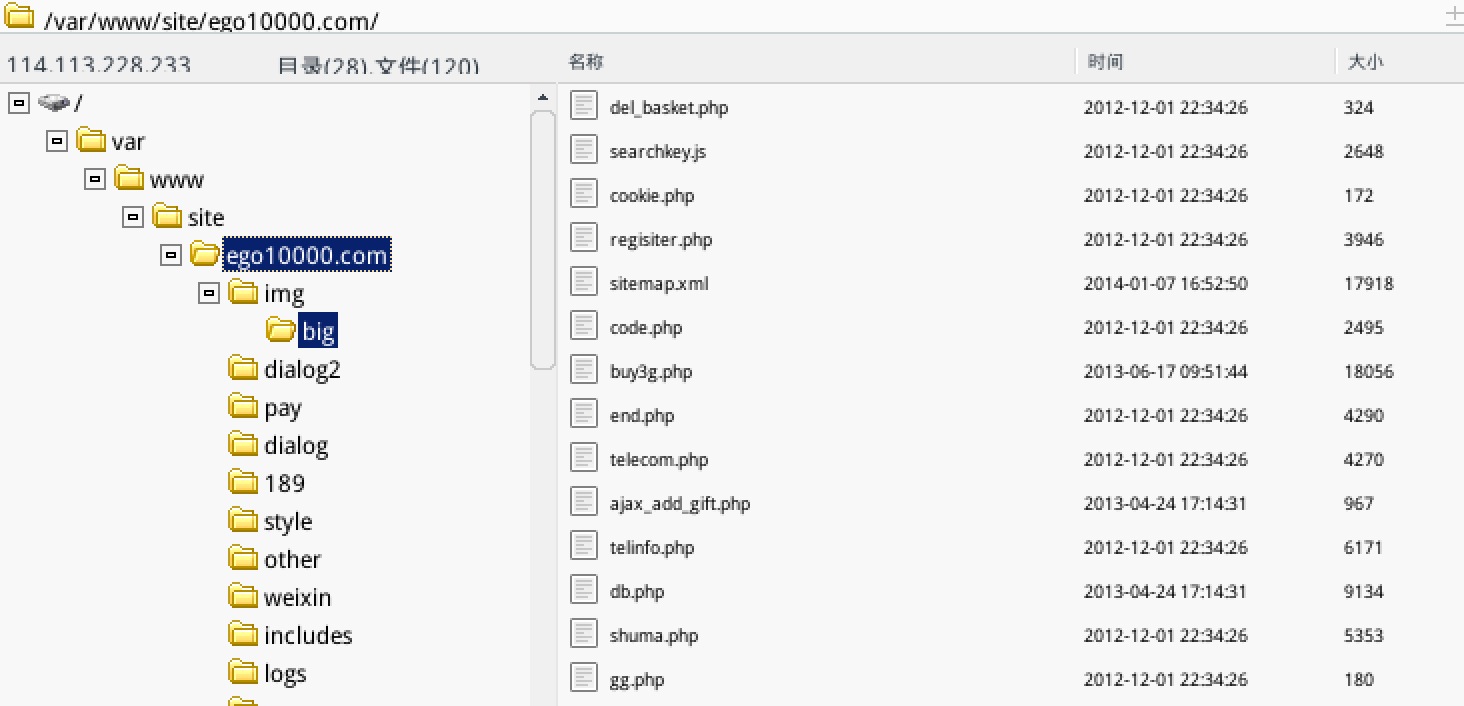 /var/www/site/ego10000.com/
114.113.228.233 目录(28),文件(120) 名称 时间 大小
/
var
www
site
ego10000.com
img
big
dialog2
pay
dialog
189
style
other
weixin
includes
logs
del_basket.php 2012-12-01 22:34:26 324
searchkey.js 2012-12-01 22:34:26 2648
cookie.php 2012-12-01 22:34:26 172
regisiter.php 2012-12-01 22:34:26 3946
sitemap.xml 2014-01-07 16:52:50 17918
code.php 2012-12-01 22:34:26 2495
buy3g.php 2013-06-17 09:51:44 18056
end.php 2012-12-01 22:34:26 4290
telecom.php 2012-12-01 22:34:26 4270
ajax_add_gift.php 2013-04-24 17:14:31 967
telinfo.php 2012-12-01 22:34:26 6171
db.php 2013-04-24 17:14:31 9134
shuma.php 2012-12-01 22:34:26 5353
gg.php 2012-12-01 22:34:26 180